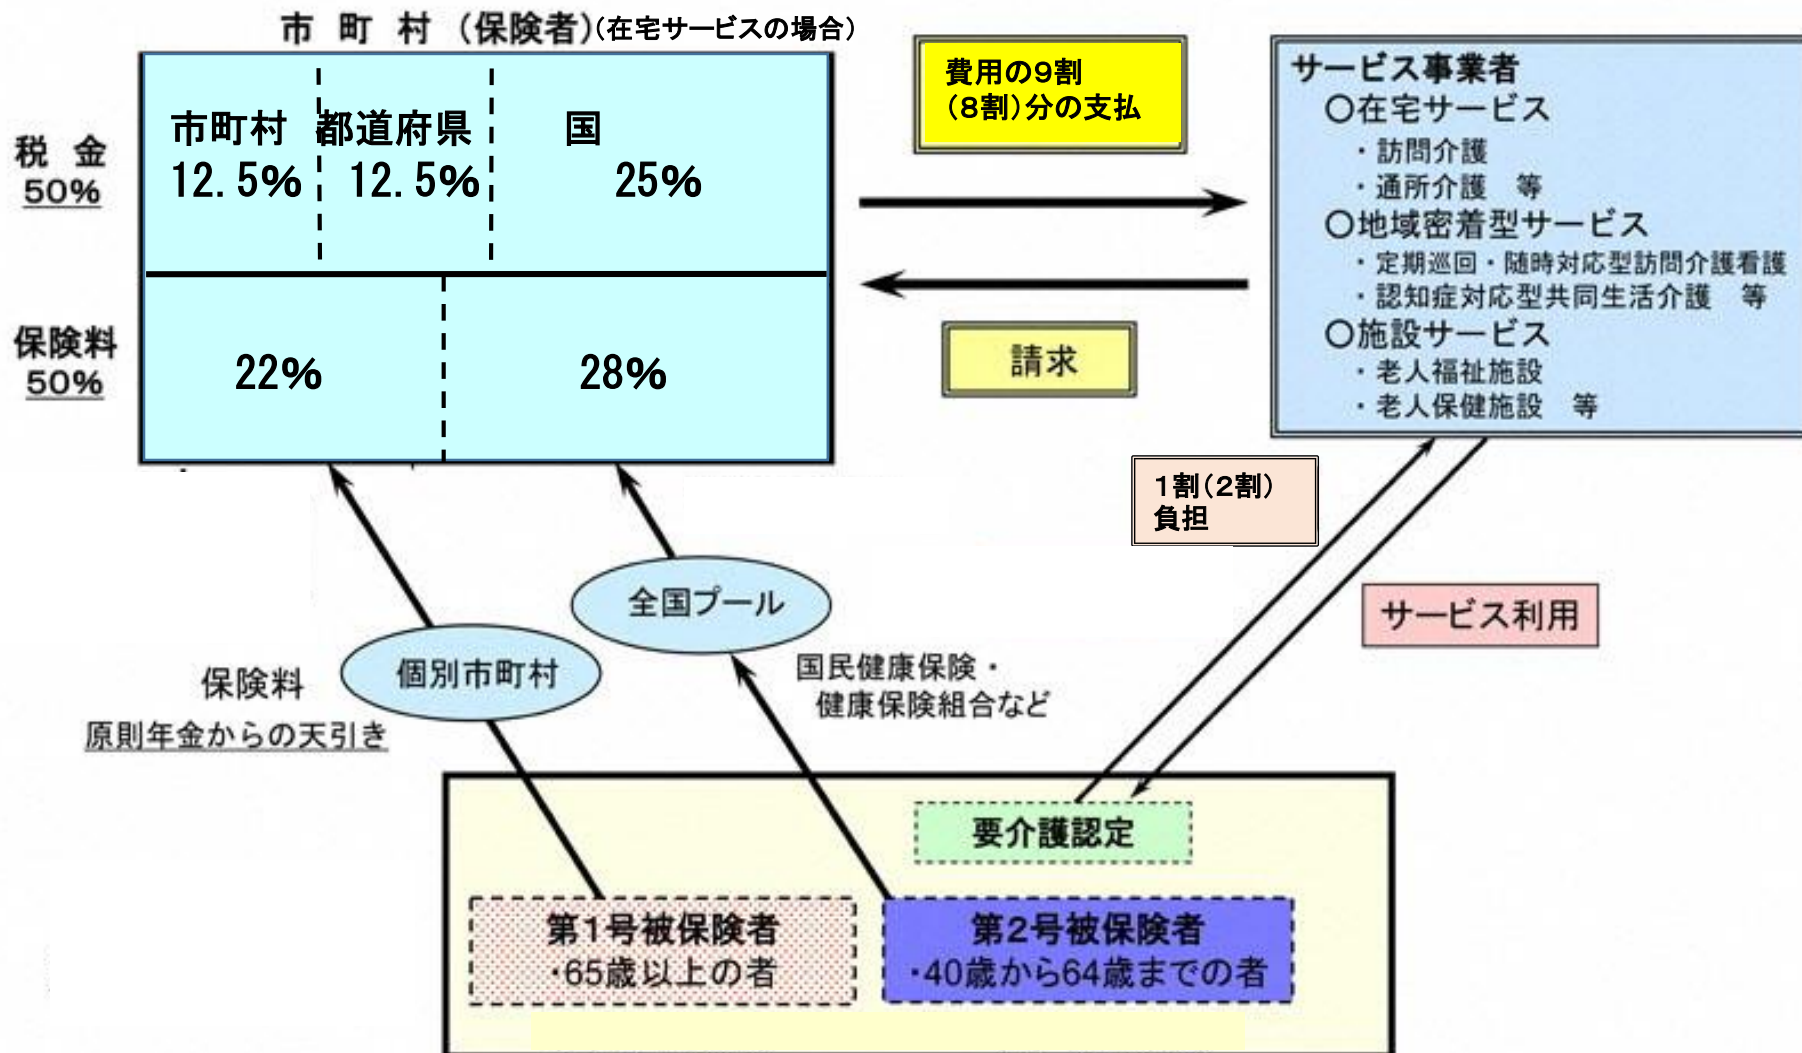 市 町 村 (保険者)(在宅サービスの場合)
税 金
50%
市町村
12.5%
都道府県
12.5%
国
25%
保険料
50%
22%
28%
費用の9割
(8割)分の支払
請求
サービス事業者
〇在宅サービス
・訪問介護
・通所介護 等
〇地域密着型サービス
・定期巡回・随時対応型訪問介護看護
・認知症対応型共同生活介護 等
〇施設サービス
・老人福祉施設
・老人保健施設 等
1割(2割)
負担
サービス利用
全国プール
個別市町村
国民健康保険・
健康保険組合など
保険料
原則年金からの天引き
要介護認定
第1号被保険者
・65歳以上の者
第2号被保険者
・40歳から64歳までの者